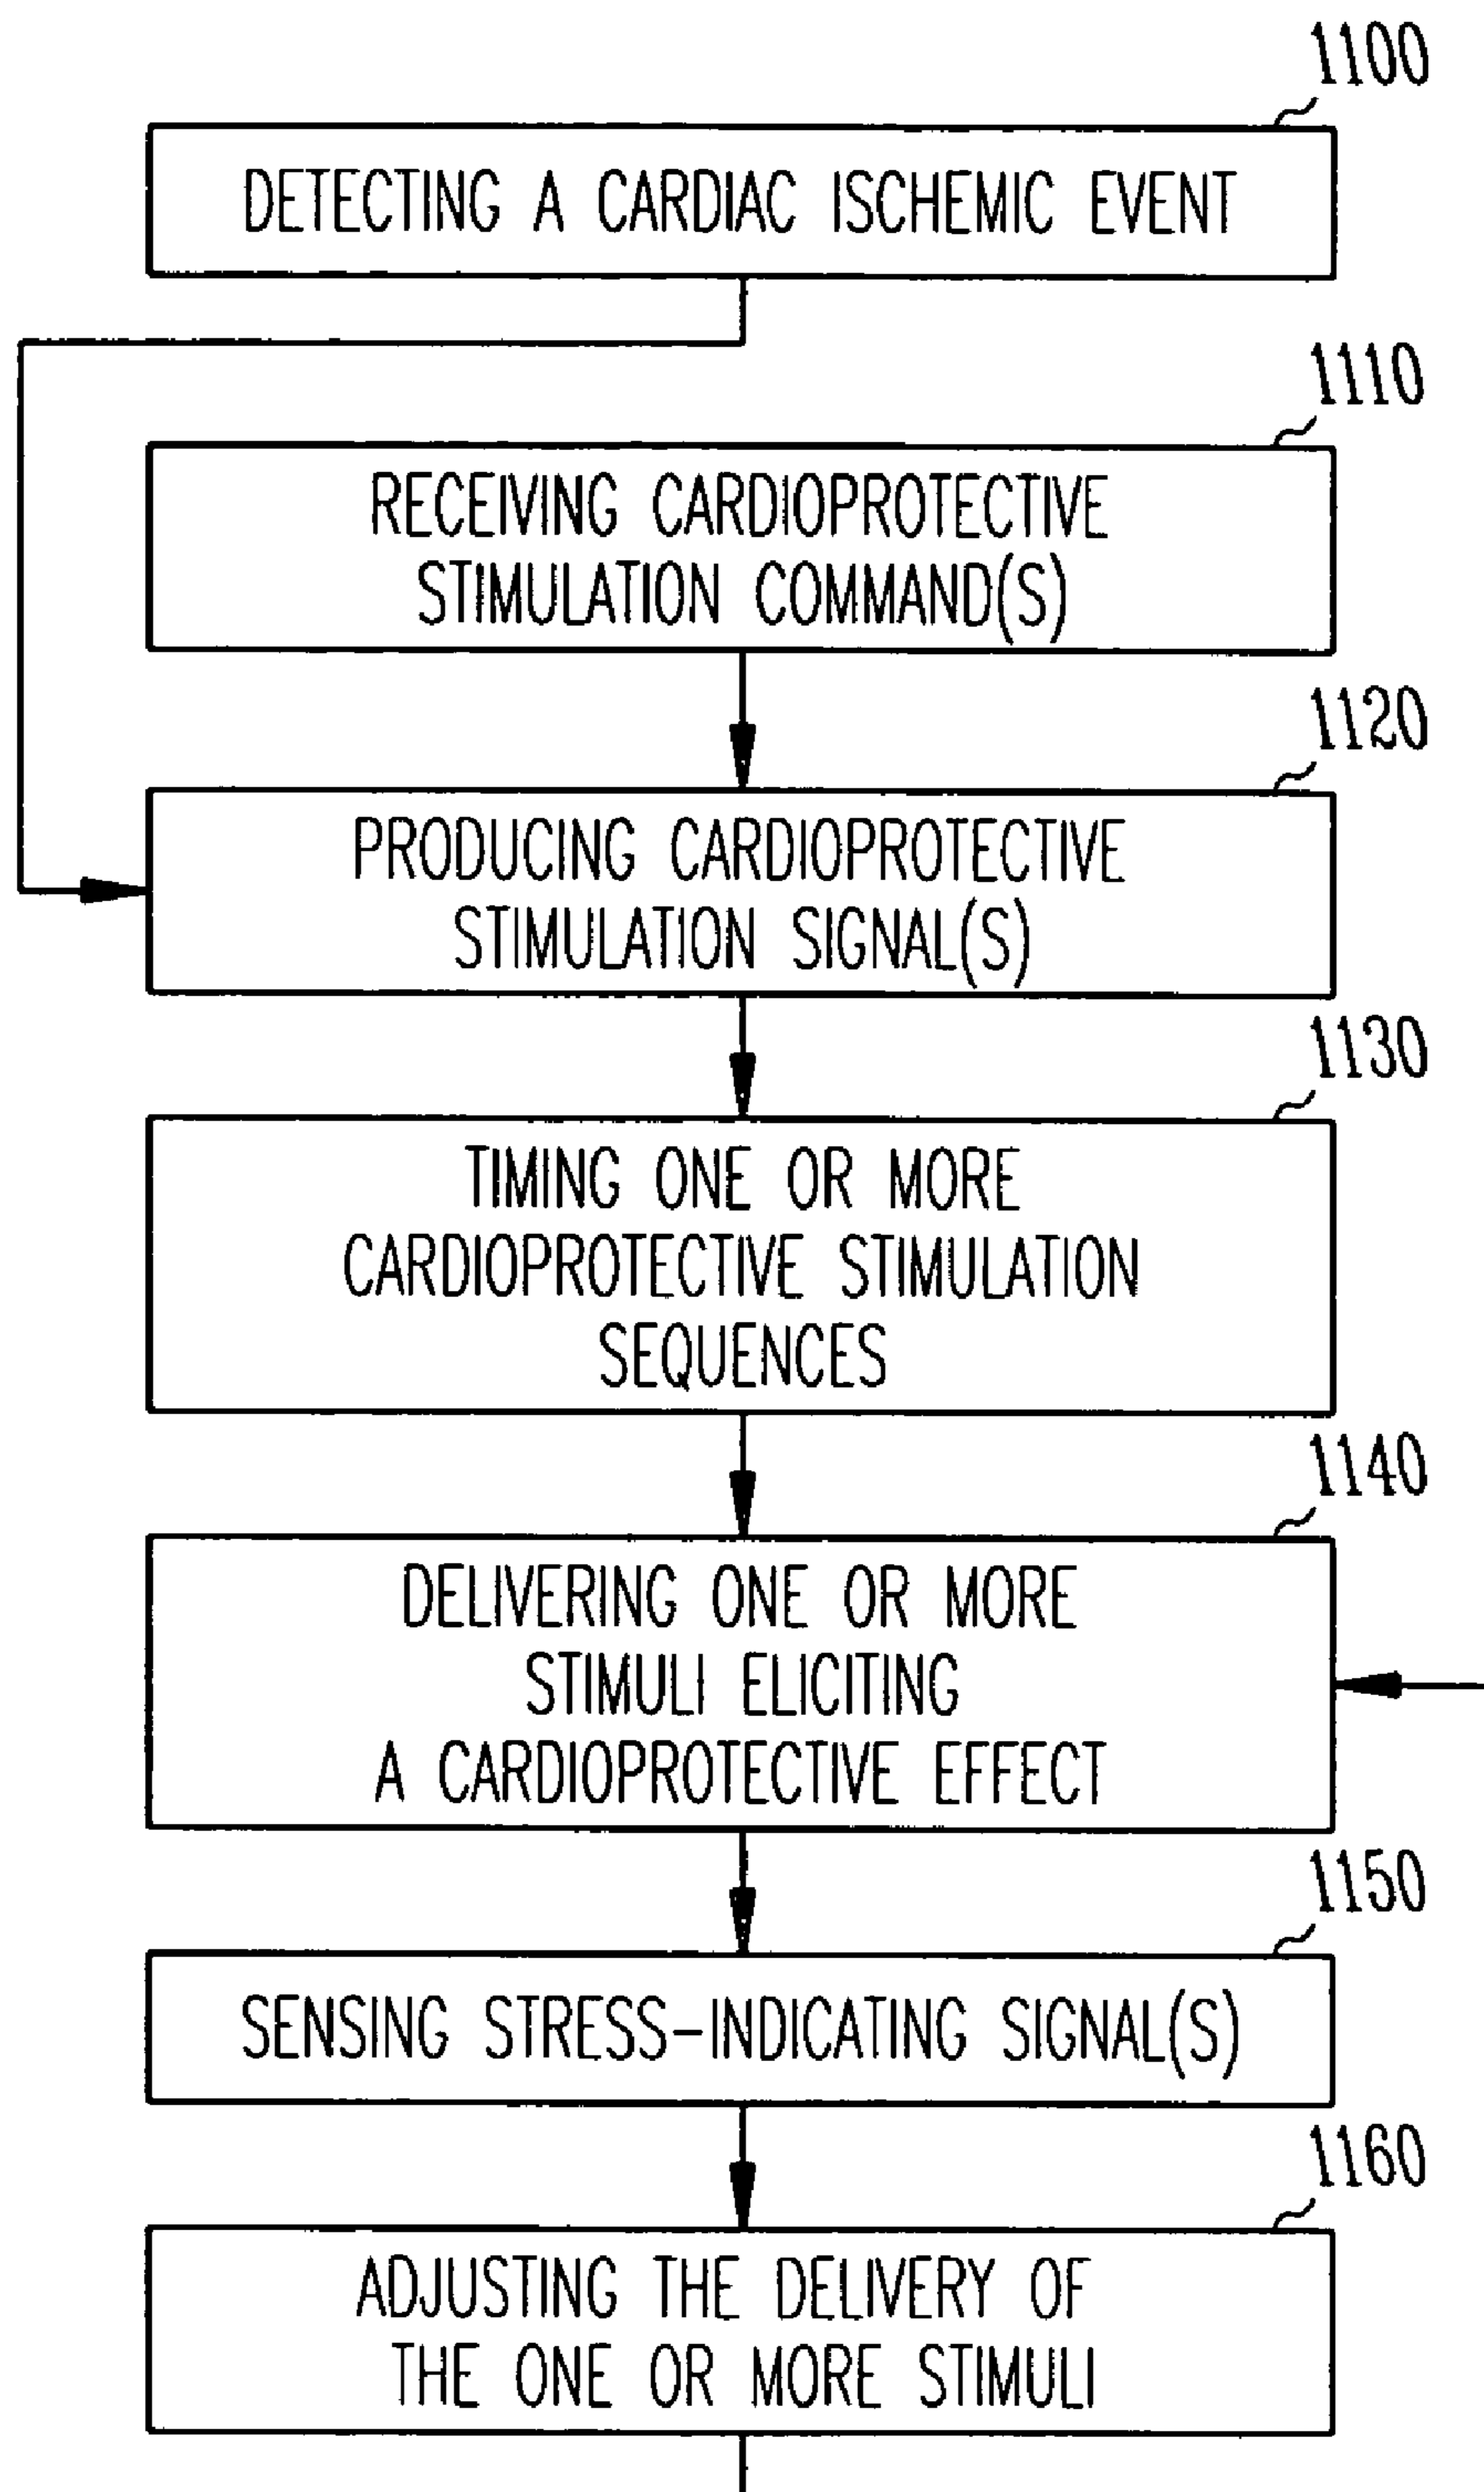 1100
DETECTING A CARDIAC ISCHEMIC EVENT
1110
RECEIVING CARDIOPROTECTIVE
STIMULATION COMMAND(S)
1120
PRODUCING CARDIOPROTECTIVE
STIMULATION SIGNAL(S)
1130
TIMING ONE OR MORE
CARDIOPROTECTIVE STIMULATION
SEQUENCES
1140
DELIVERING ONE OR MORE
STIMULI ELICITING
A CARDIOPROTECTIVE EFFECT
1150
SENSING STRESS-INDICATING SIGNAL(S)
1160
ADJUSTING THE DELIVERY OF
THE ONE OR MORE STIMULI